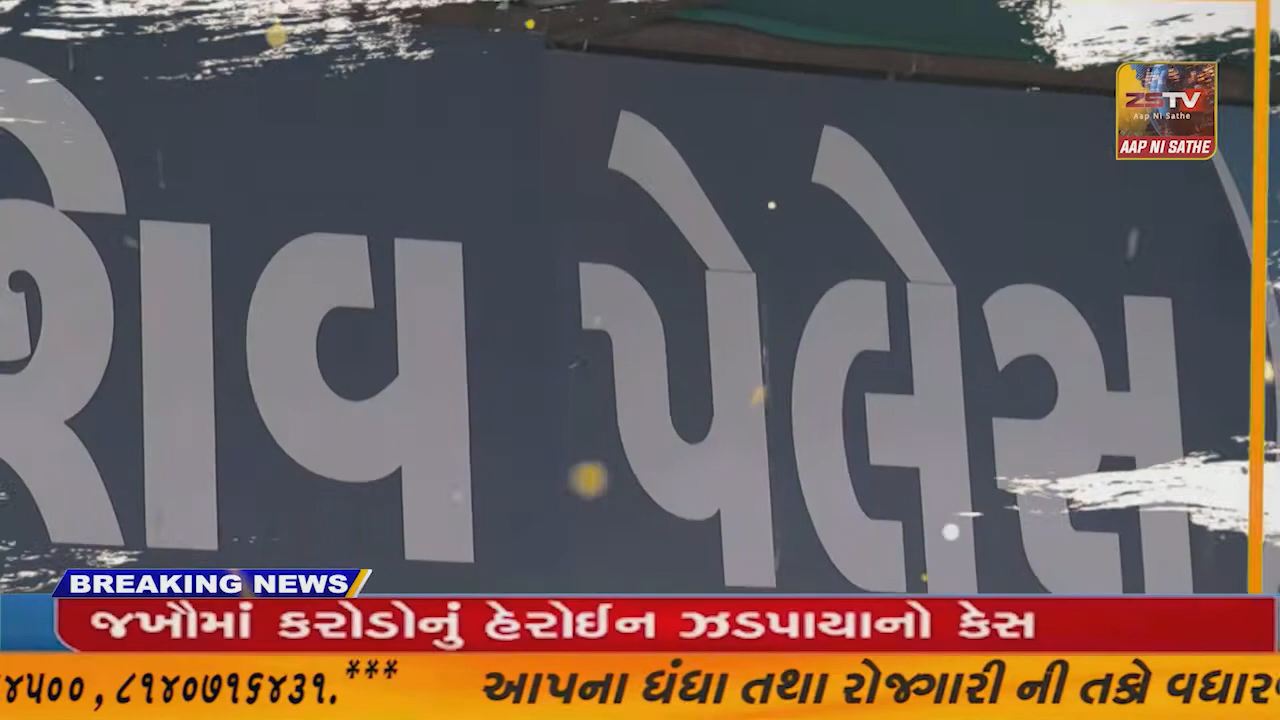 શિવ પેલેસ
ZSTV
Aap Ni Sathe
AAP NI SATHE
BREAKING NEWS
જખૌમાં કરોડોનું હેરોઈન ઝડપાયાનો કેસ
૪૫૦૦ , ૮૧૪૦૭૧૬૪૩૧.*** આપના ધંધા તથા રોજગારી ની તકો